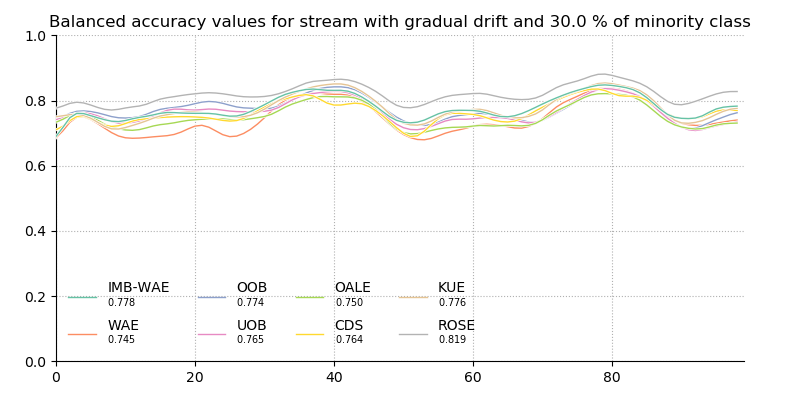 Balanced accuracy values for stream with gradual drift and 30.0 % of minority class
1.0
0.8
0.6
0.4
0.2
0.0
IMB-WAE OOB OALE KUE
0.778 0.774 0.750 0.776
WAE UOB CDS ROSE
0.745 0.765 0.764 0.819
0 20 40 60 80